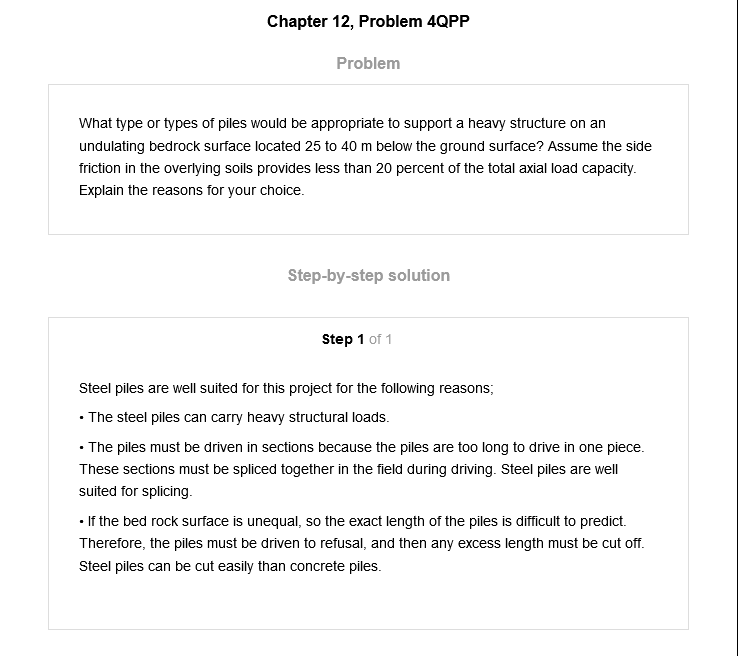 Chapter 12, Problem 4QPP
Problem
What type or types of piles would be appropriate to support a heavy structure on an
undulating bedrock surface located 25 to 40 m below the ground surface? Assume the side
friction in the overlying soils provides less than 20 percent of the total axial load capacity.
Explain the reasons for your choice.
Step-by-step solution
Step 1 of 1
Steel piles are well suited for this project for the following reasons;
• The steel piles can carry heavy structural loads.
• The piles must be driven in sections because the piles are too long to drive in one piece.
These sections must be spliced together in the field during driving. Steel piles are well
suited for splicing.
• If the bed rock surface is unequal, so the exact length of the piles is difficult to predict.
Therefore, the piles must be driven to refusal, and then any excess length must be cut off.
Steel piles can be cut easily than concrete piles.